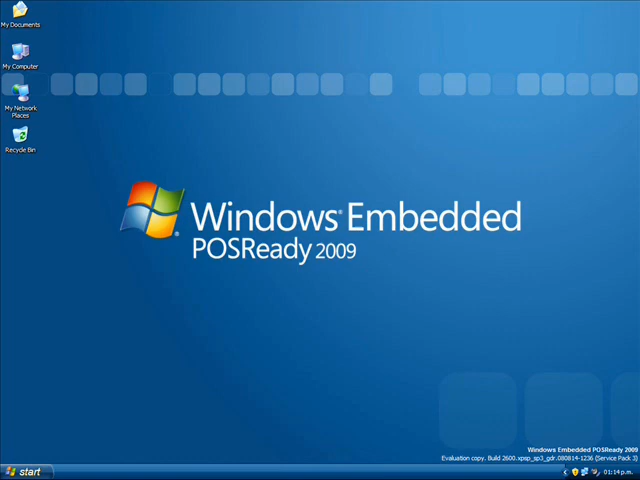 My Documents
My Computer
My Network
Places
Recycle Bin
Windows® Embedded
POSReady 2009
Windows Embedded POSReady 2009
Evaluation copy. Build 2600.xpsp_sp3_gdr.080814-1236 (Service Pack 3)
start
01:14 p.m.